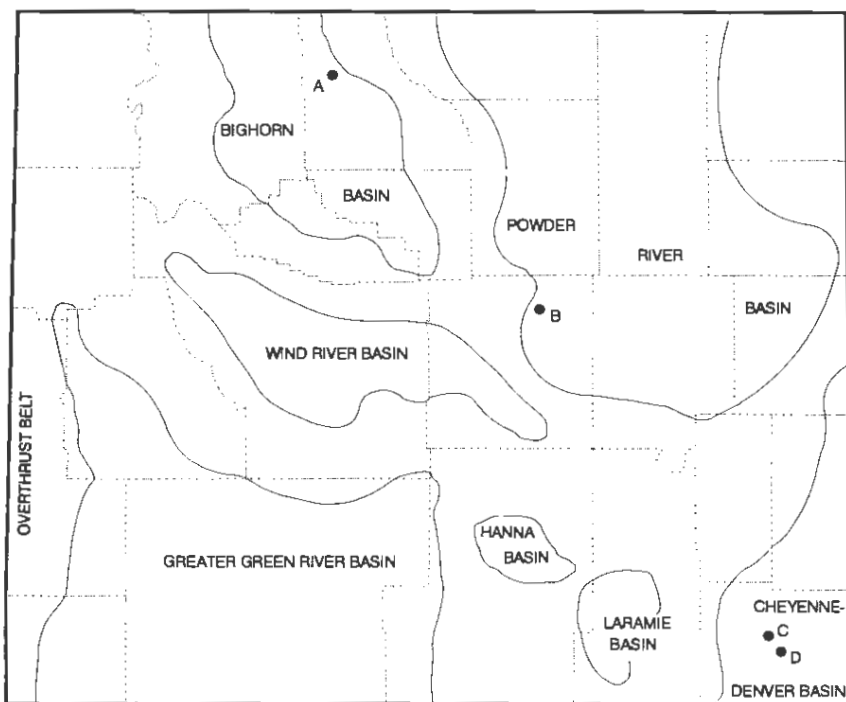 A
BIGHORN
BASIN
POWDER
RIVER
B
BASIN
WIND RIVER BASIN
OVERTHRUST BELT
HANNA
BASIN
GREATER GREEN RIVER BASIN
CHEYENNE-
LARAMIE
BASIN
C
D
DENVER BASIN